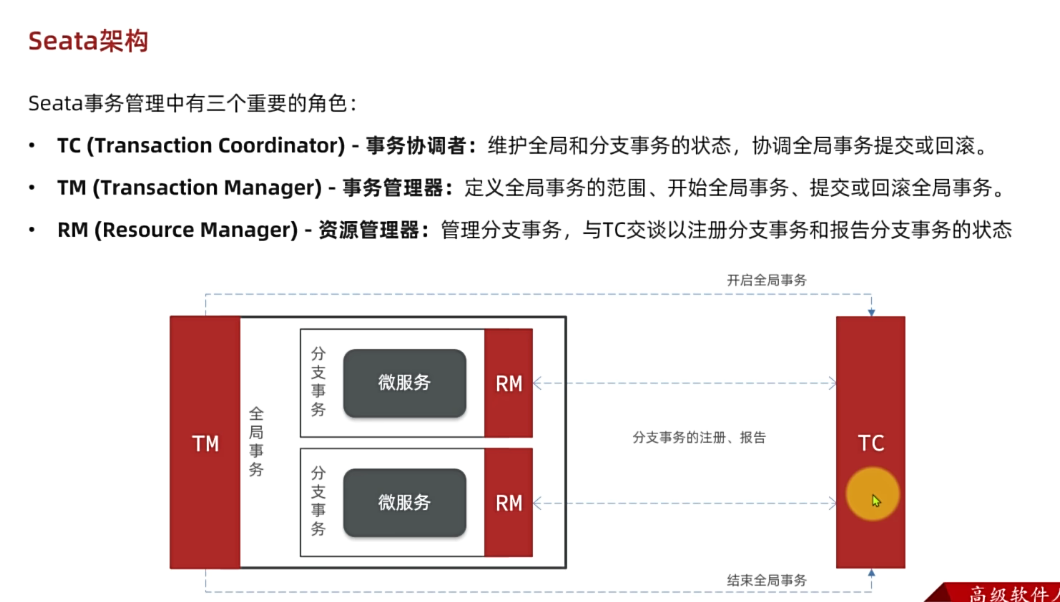 Seata架构
Seata事务管理中有三个重要的角色：
• TC (Transaction Coordinator) - 事务协调者：维护全局和分支事务的状态，协调全局事务提交或回滚。
• TM (Transaction Manager) - 事务管理器：定义全局事务的范围、开始全局事务、提交或回滚全局事务。
• RM (Resource Manager) - 资源管理器：管理分支事务，与TC交谈以注册分支事务和报告分支事务的状态
开启全局事务
TM
全局事务
分支事务
微服务
RM
分支事务
微服务
RM
分支事务的注册、报告
TC
结束全局事务
高级软件